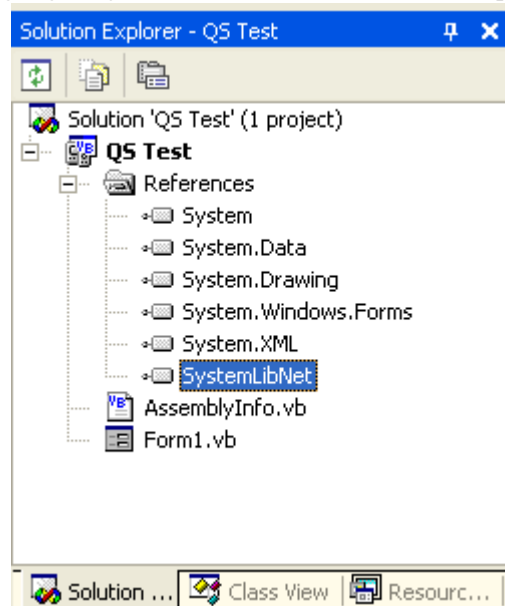 Solution Explorer - QS Test
Solution 'QS Test' (1 project)
QS Test
References
System
System.Data
System.Drawing
System.Windows.Forms
System.XML
SystemLibNet
AssemblyInfo.vb
Form1.vb
Solution ... Class View Resourc...